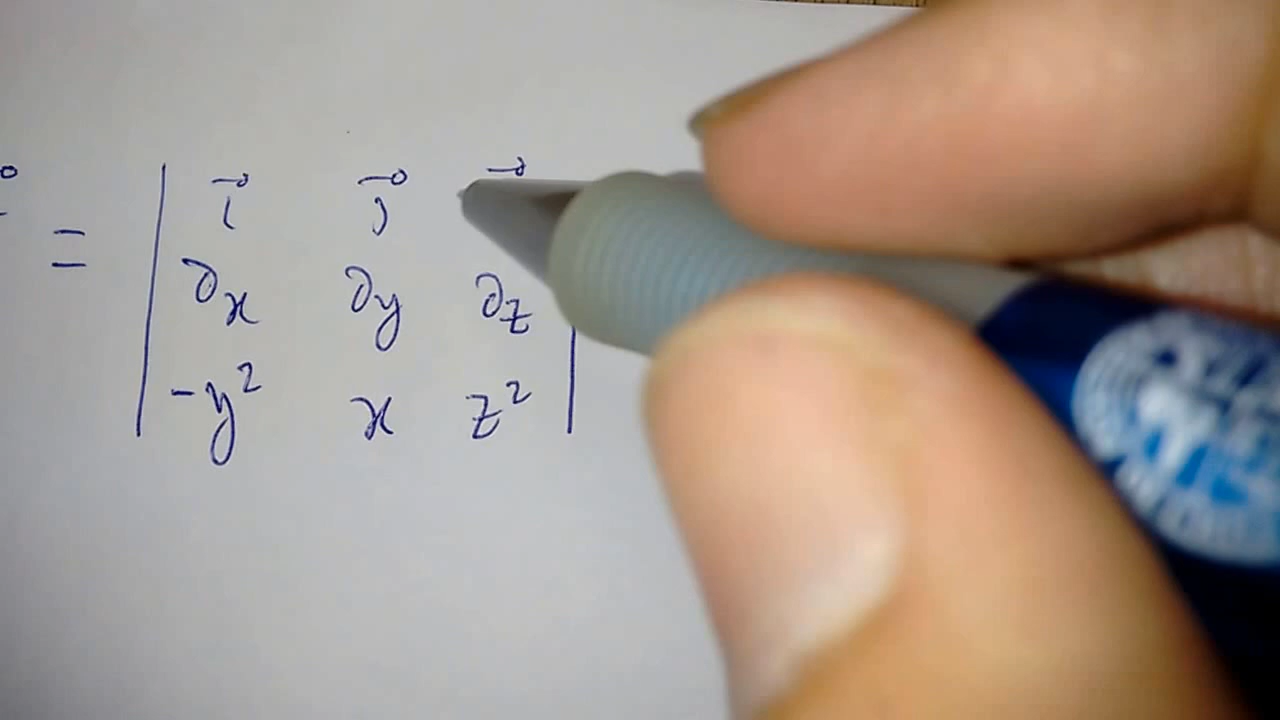 = | i⃗ j⃗
∂x ∂y ∂z
-y² x z² |